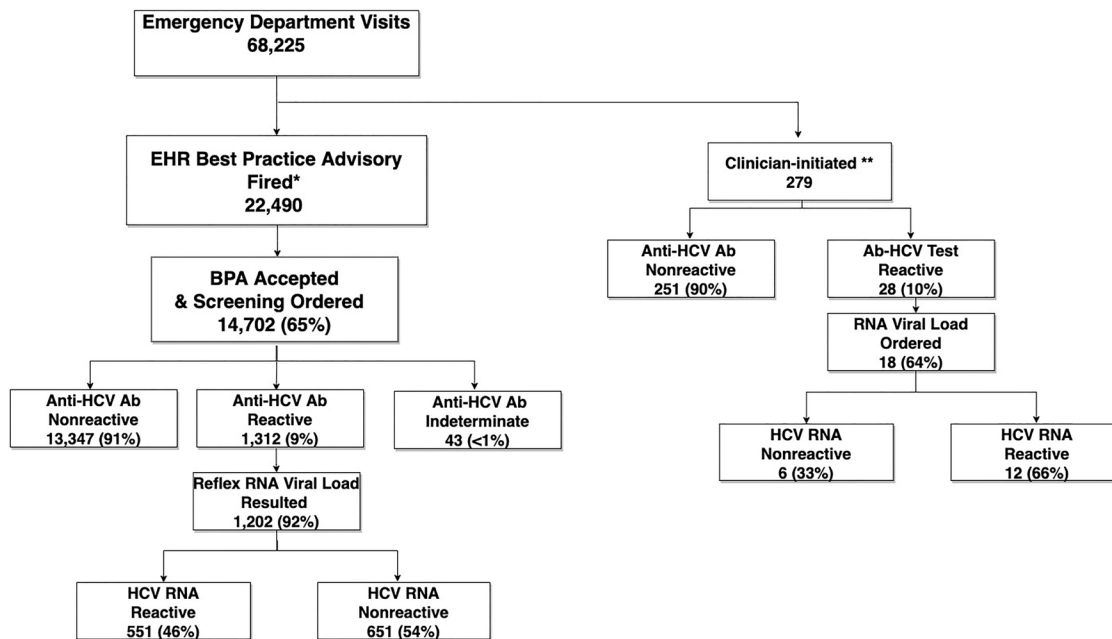 Emergency Department Visits
68,225
EHR Best Practice Advisory
Fired*
22,490
Clinician-initiated **
279
BPA Accepted
& Screening Ordered
14,702 (65%)
Anti-HCV Ab
Nonreactive
251 (90%)
Ab-HCV Test
Reactive
28 (10%)
RNA Viral Load
Ordered
18 (64%)
Anti-HCV Ab
Nonreactive
13,347 (91%)
Anti-HCV Ab
Reactive
1,312 (9%)
Anti-HCV Ab
Indeterminate
43 (<1%)
HCV RNA
Nonreactive
6 (33%)
HCV RNA
Reactive
12 (66%)
Reflex RNA Viral Load
Resulted
1,202 (92%)
HCV RNA
Reactive
551 (46%)
HCV RNA
Nonreactive
651 (54%)